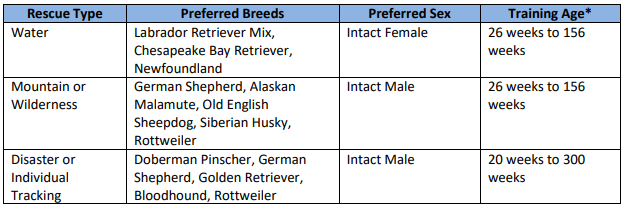 Rescue Type Preferred Breeds Preferred Sex Training Age*
Water Labrador Retriever Mix, Intact Female 26 weeks to 156
Chesapeake Bay Retriever, weeks
Newfoundland
Mountain or German Shepherd, Alaskan Intact Male 26 weeks to 156
Wilderness Malamute, Old English weeks
Sheepdog, Siberian Husky,
Rottweiler
Disaster or Doberman Pinscher, German Intact Male 20 weeks to 300
Individual Shepherd, Golden Retriever, weeks
Tracking Bloodhound, Rottweiler